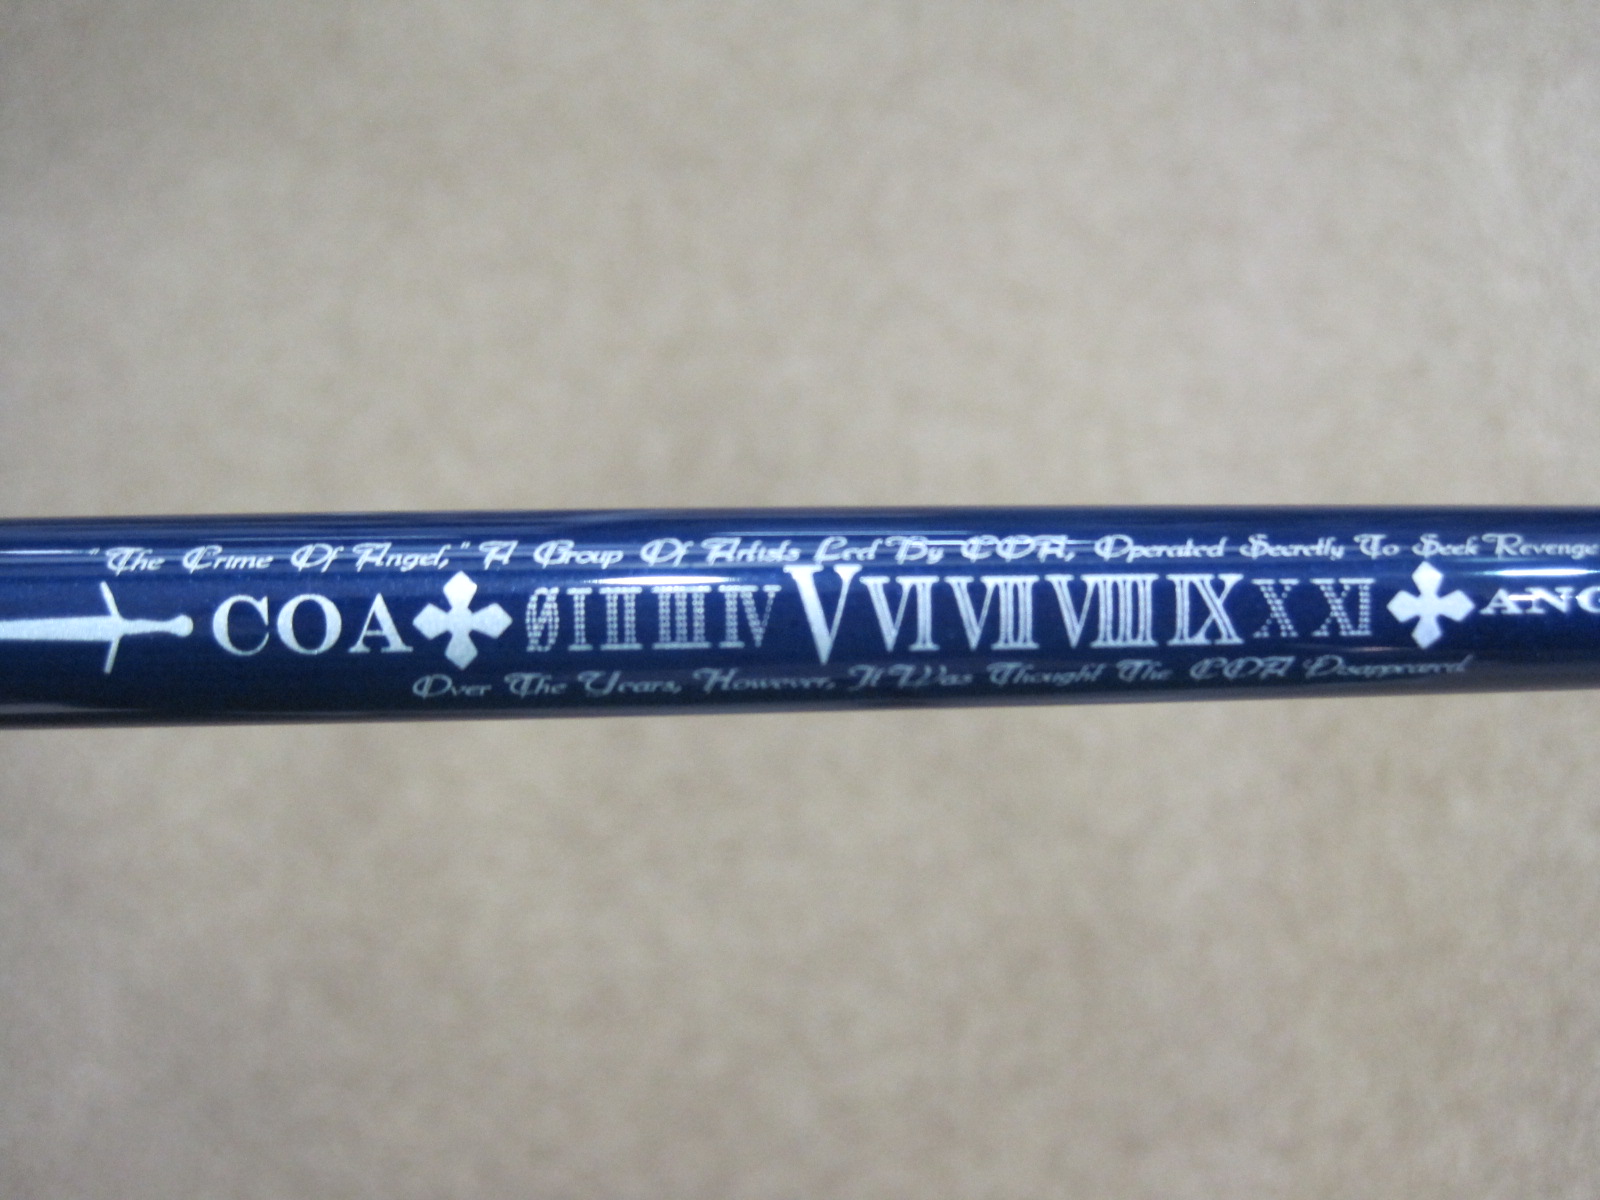 "The Crime Of Angel," A Group Of Artists Led By COA, Operated Secretly To Seek Revenge
COA Ø I II III IV V VI VII VIII IX X XI ANG
Over The Years, However, It Was Thought The COA Disappeared.